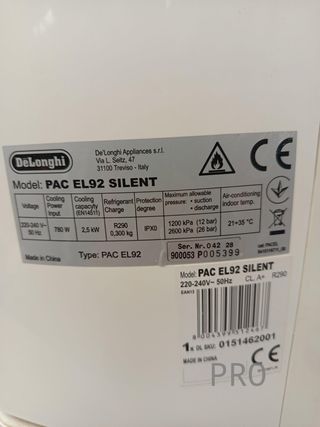 DeLonghi
De'Longhi Appliances s.r.l.
Via L. Seitz, 47
31100 Treviso - Italy
Model: PAC EL92 SILENT
Voltage
Cooling Power Input
Cooling capacyty (EN14511)
Refrigerant Charge
Protection degree
Maximum allowable pressure:
• suction
• discharge
Air-conditioning indoor temp.
220-240 V~ 50 Hz
780 W
2,5 kW
R290 0,300 kg
IPX0
1200 kPa (12 bar)
2600 kPa (26 bar)
21÷35 °C
Made in China
Type: PAC EL92
Ser. Nr. 042 28
900053 P005399
Model: PAC EL92 SILENT
220-240V~ 50Hz CL. A+ R290
EAN13
1 x DL SKU: 0151462001
MADE IN CHINA
PRO